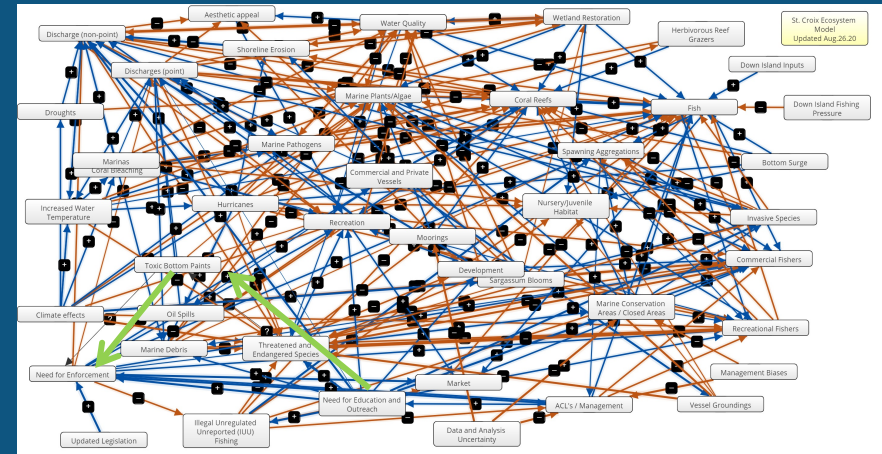 Aesthetic appeal
Water Quality
Wetland Restoration
Discharge (non-point)
Herbivorous Reef
Grazers
St. Croix Ecosystem
Model
Updated Aug.26.20
Shoreline Erosion
Discharges (point)
Down Island Inputs
Marine Plants/Algae
Coral Reefs
Fish
Down Island Fishing
Pressure
Droughts
Marine Pathogens
Spawning Aggregations
Marinas
Coral Bleaching
Bottom Surge
Commercial and Private
Vessels
Increased Water
Temperature
Hurricanes
Nursery/Juvenile
Habitat
Recreation
Invasive Species
Moorings
Commercial Fishers
Toxic Bottom Paints
Development
Sargassum Blooms
Climate effects
Oil Spills
Marine Conservation
Areas / Closed Areas
Recreational Fishers
Marine Debris
Threatened and
Endangered Species
Need for Enforcement
Market
Management Biases
Need for Education and
Outreach
ACL's / Management
Vessel Groundings
Updated Legislation
Illegal Unregulated
Unreported (IUU)
Fishing
Data and Analysis
Uncertainty